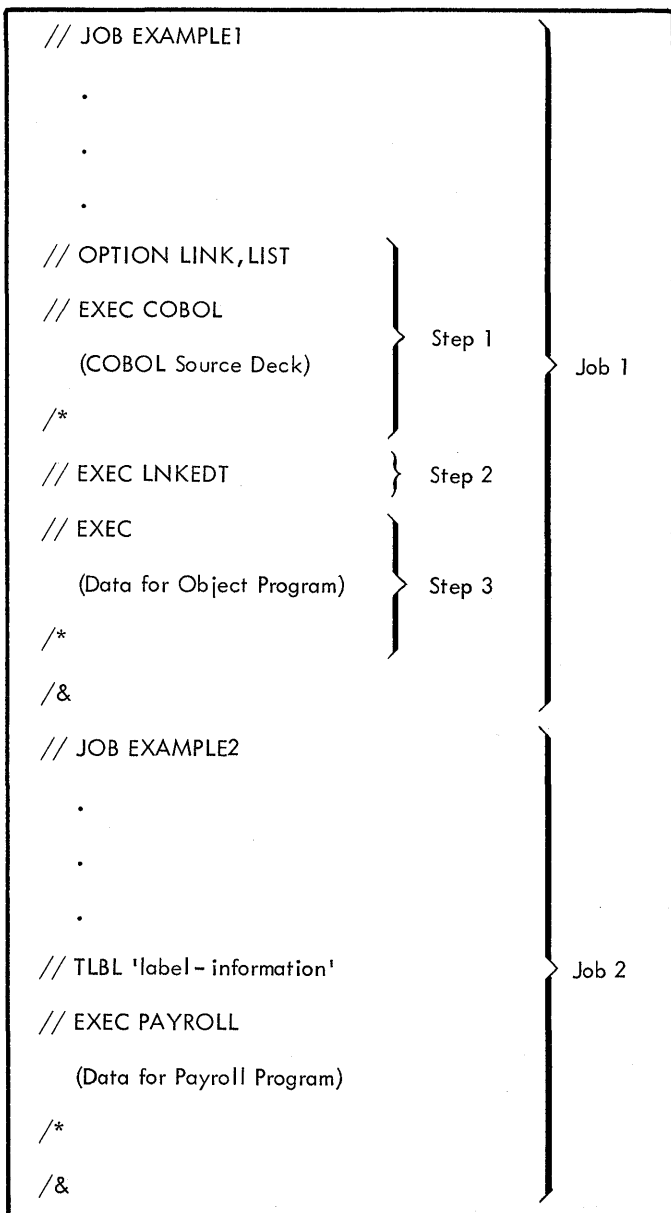 // JOB EXAMPLE1
.
.
.
// OPTION LINK,LIST
// EXEC COBOL
Step 1
(COBOL Source Deck)
Job 1
/*
// EXEC LNKEDT
Step 2
// EXEC
(Data for Object Program)
Step 3
/*
/&
// JOB EXAMPLE2
.
.
.
// TLBL 'label-information'
Job 2
// EXEC PAYROLL
(Data for Payroll Program)
/*
/&